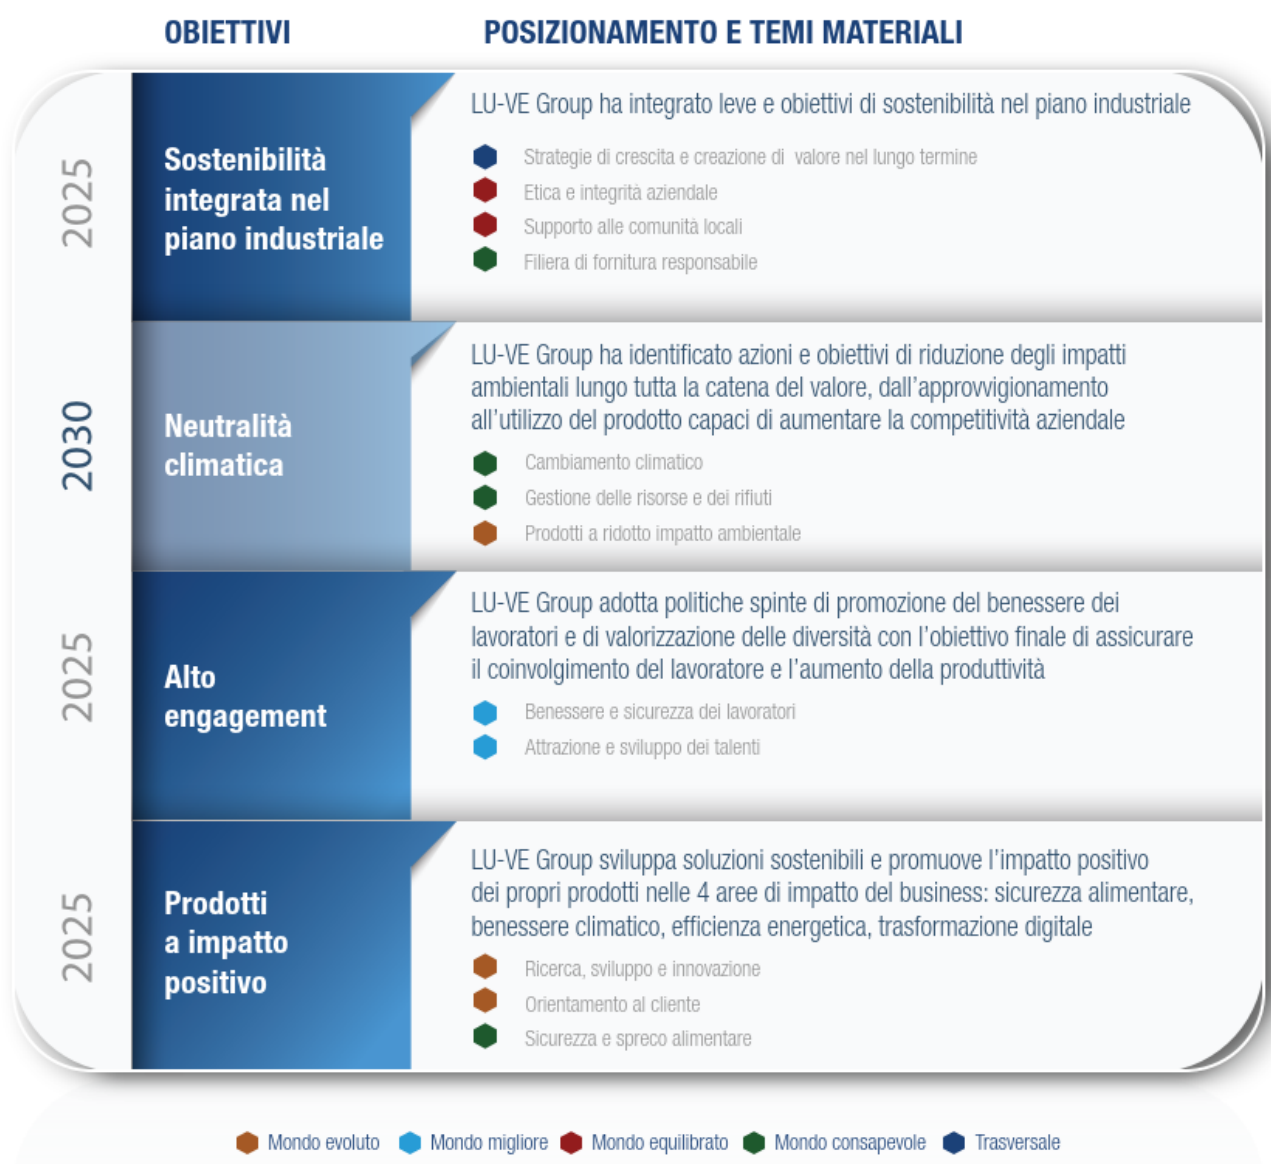 OBIETTIVI
POSIZIONAMENTO E TEMI MATERIALI
2025
Sostenibilità
integrata nel
piano industriale
LU-VE Group ha integrato leve e obiettivi di sostenibilità nel piano industriale
Strategie di crescita e creazione di valore nel lungo termine
Etica e integrità aziendale
Supporto alle comunità locali
Filiera di fornitura responsabile
2030
Neutralità
climatica
LU-VE Group ha identificato azioni e obiettivi di riduzione degli impatti
ambientali lungo tutta la catena del valore, dall'approvvigionamento
all'utilizzo del prodotto capaci di aumentare la competitività aziendale
Cambiamento climatico
Gestione delle risorse e dei rifiuti
Prodotti a ridotto impatto ambientale
2025
Alto
engagement
LU-VE Group adotta politiche spinte di promozione del benessere dei
lavoratori e di valorizzazione delle diversità con l'obiettivo finale di assicurare
il coinvolgimento del lavoratore e l'aumento della produttività
Benessere e sicurezza dei lavoratori
Attrazione e sviluppo dei talenti
2025
Prodotti
a impatto
positivo
LU-VE Group sviluppa soluzioni sostenibili e promuove l'impatto positivo
dei propri prodotti nelle 4 aree di impatto del business: sicurezza alimentare,
benessere climatico, efficienza energetica, trasformazione digitale
Ricerca, sviluppo e innovazione
Orientamento al cliente
Sicurezza e spreco alimentare
Mondo evoluto
Mondo migliore
Mondo equilibrato
Mondo consapevole
Trasversale